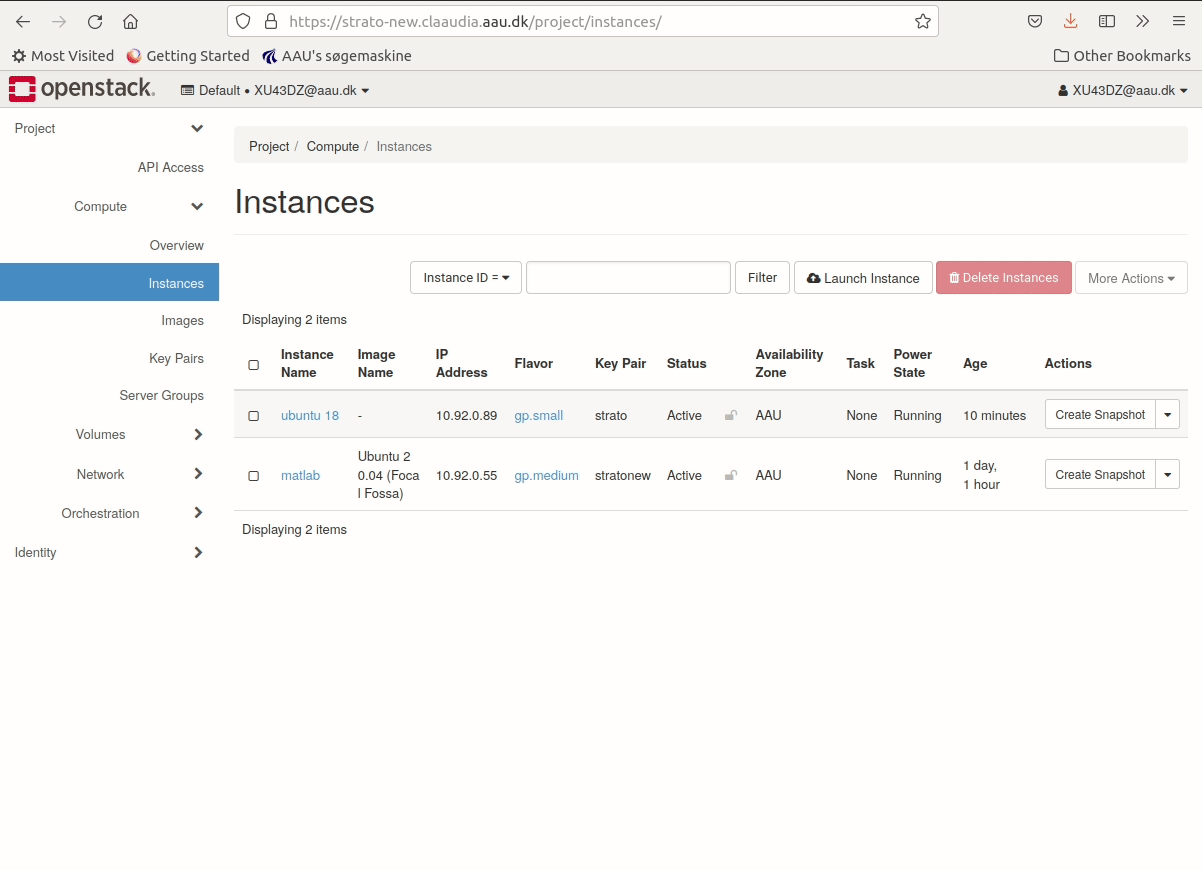 https://strato-new.claaudia.aau.dk/project/instances/
Most Visited Getting Started AAU's søgemaskine Other Bookmarks
openstack. Default • XU43DZ@aau.dk XU43DZ@aau.dk
Project
API Access
Compute
Overview
Instances
Images
Key Pairs
Server Groups
Volumes
Network
Orchestration
Identity
Project / Compute / Instances
Instances
Instance ID = Filter Launch Instance Delete Instances More Actions
Displaying 2 items
Instance Name Image Name IP Address Flavor Key Pair Status Availability Zone Task Power State Age Actions
ubuntu 18 - 10.92.0.89 gp.small strato Active AAU None Running 10 minutes Create Snapshot
matlab Ubuntu 20.04 (Focal Fossa) 10.92.0.55 gp.medium stratonew Active AAU None Running 1 day, 1 hour Create Snapshot
Displaying 2 items